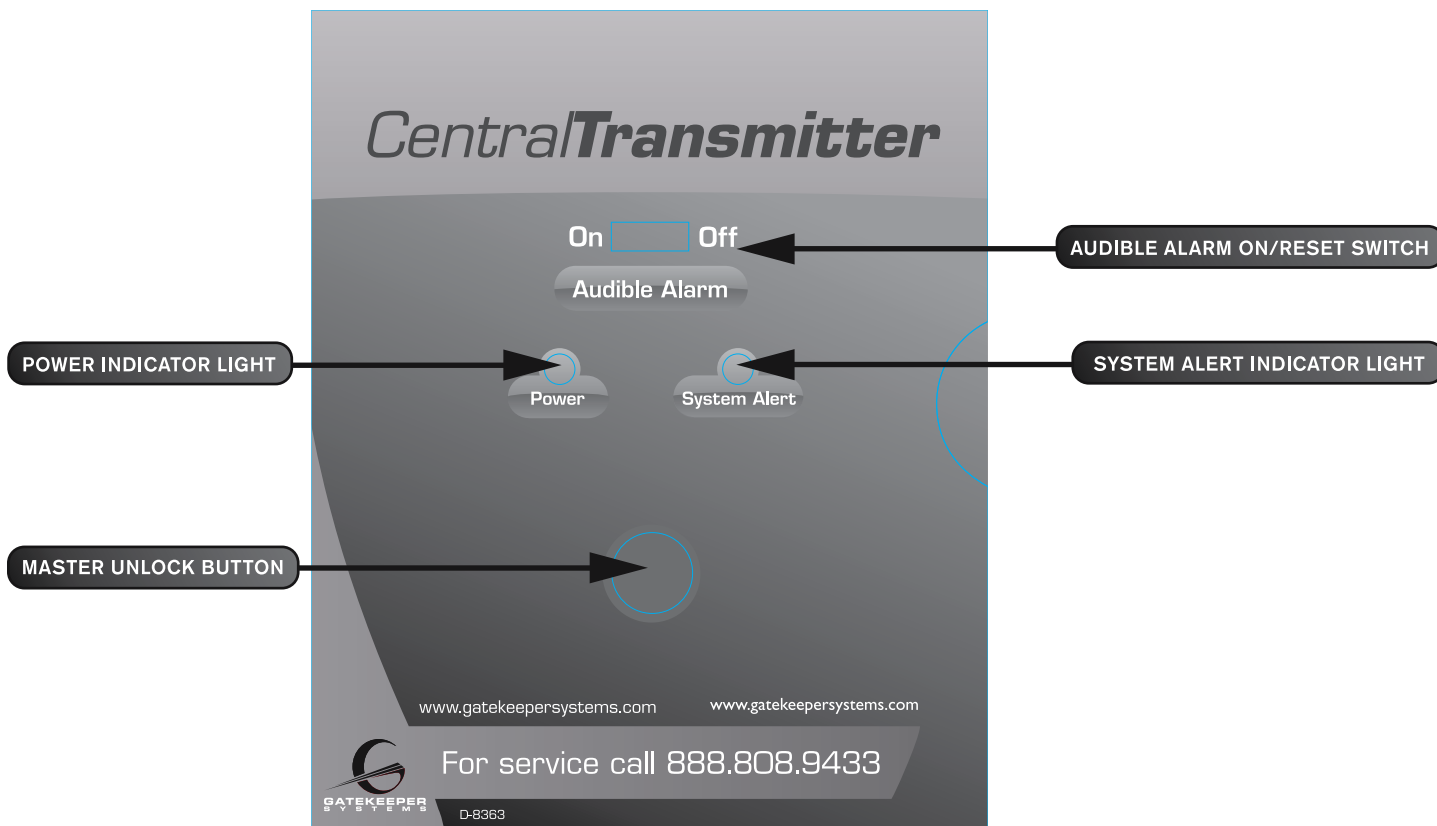 CentralTransmitter
On Off
AUDIBLE ALARM ON/RESET SWITCH
Audible Alarm
POWER INDICATOR LIGHT
SYSTEM ALERT INDICATOR LIGHT
Power
System Alert
MASTER UNLOCK BUTTON
www.gatekeepersystems.com
www.gatekeepersystems.com
For service call 888.808.9433
GATEKEEPER
SYSTEMS
D-8363